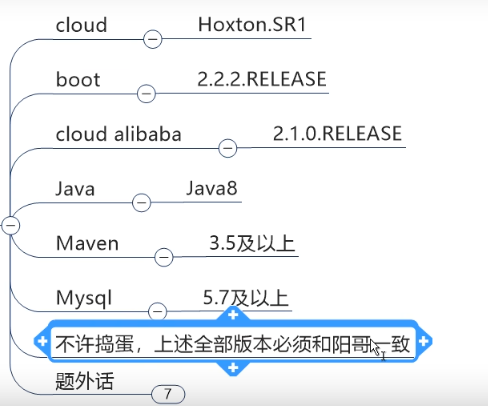 cloud Hoxton.SR1
boot 2.2.2.RELEASE
cloud alibaba 2.1.0.RELEASE
Java Java8
Maven 3.5及以上
Mysql 5.7及以上
不许捣蛋，上述全部版本必须和阳哥一致
题外话 7